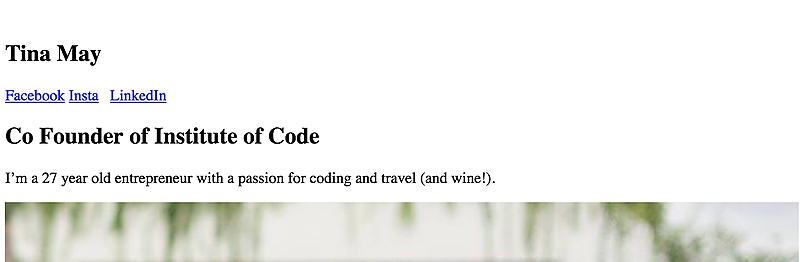 Tina May
Facebook Insta LinkedIn
Co Founder of Institute of Code
I’m a 27 year old entrepreneur with a passion for coding and travel (and wine!).